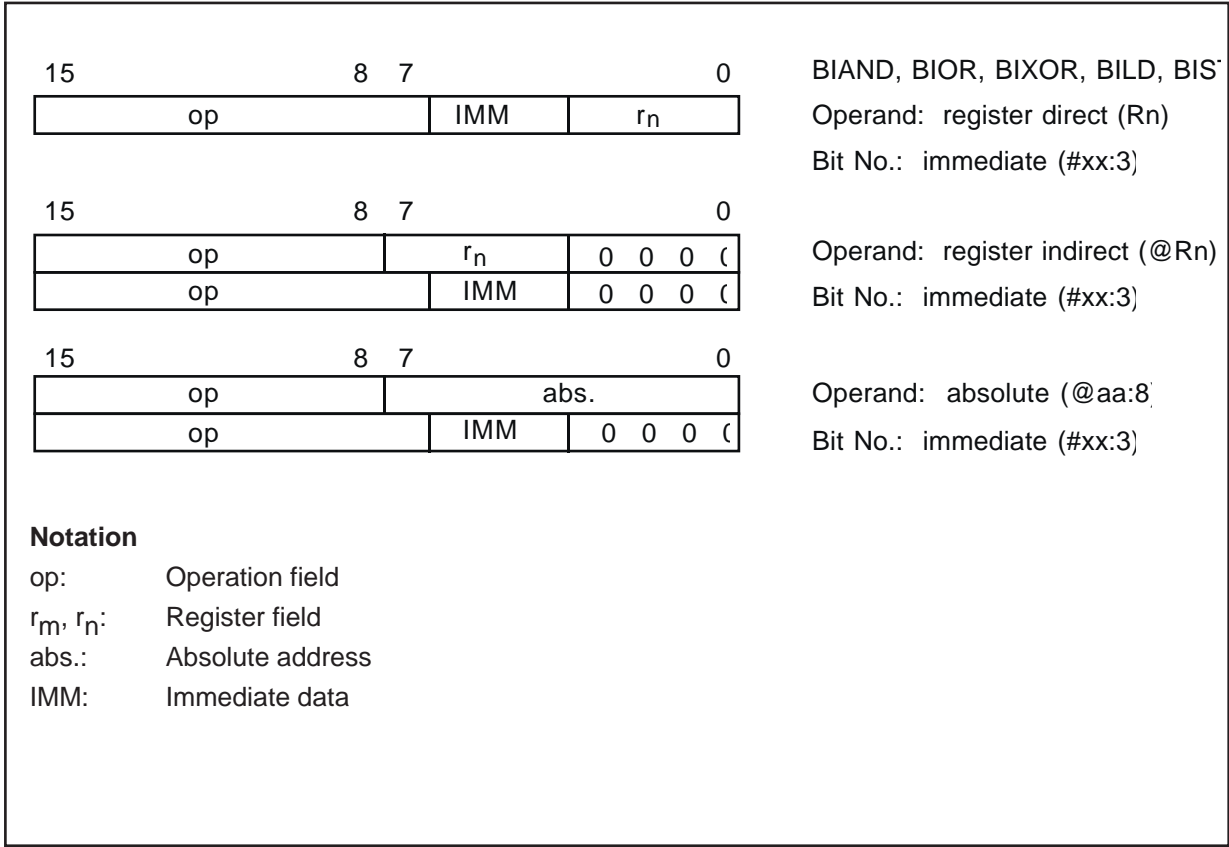 15 8 7 0 BIAND, BIOR, BIXOR, BILD, BIS
op IMM rn Operand: register direct (Rn)
Bit No.: immediate (#xx:3)
15 8 7 0
op rn 0 0 0 0 Operand: register indirect (@Rn)
op IMM 0 0 0 0 Bit No.: immediate (#xx:3)
15 8 7 0
op abs. Operand: absolute (@aa:8)
op IMM 0 0 0 0 Bit No.: immediate (#xx:3)
Notation
op: Operation field
rm, rn: Register field
abs.: Absolute address
IMM: Immediate data